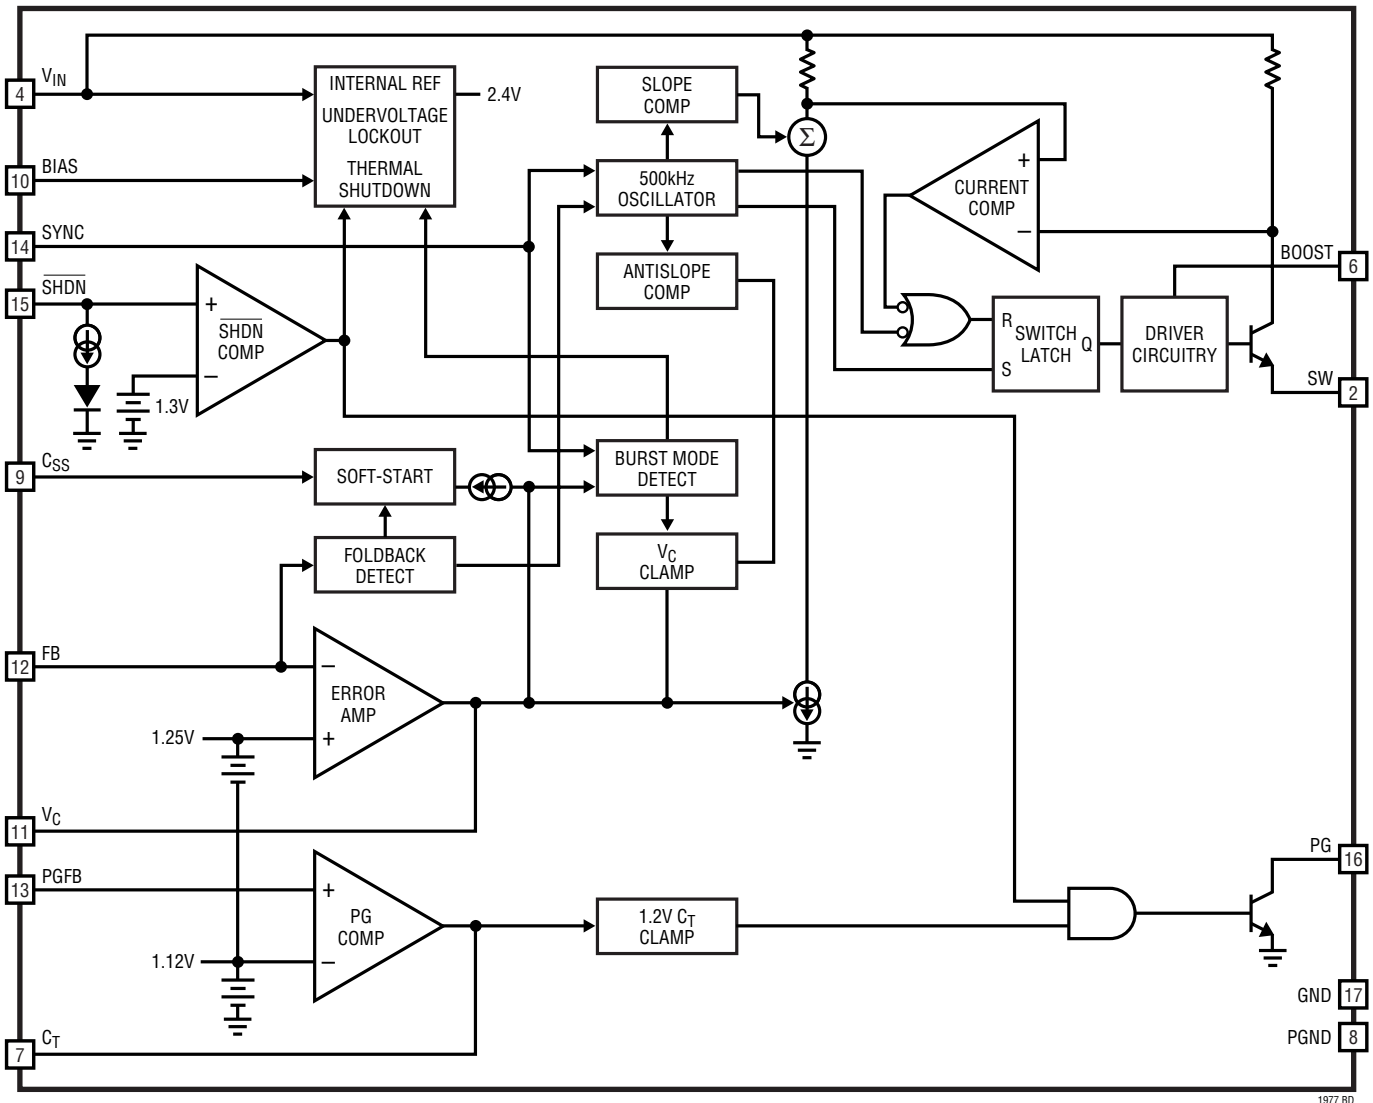 VIN
4
INTERNAL REF
UNDERVOLTAGE
LOCKOUT
THERMAL
SHUTDOWN
2.4V
SLOPE
COMP
Σ
+
CURRENT
COMP
–
BIAS
10
500kHz
OSCILLATOR
SYNC
14
ANTISLOPE
COMP
BOOST
6
SHDN
15
+
SHDN
COMP
–
1.3V
R
SWITCH
LATCH
Q
S
DRIVER
CIRCUITRY
SW
2
CSS
9
SOFT-START
BURST MODE
DETECT
FOLDBACK
DETECT
VC
CLAMP
FB
12
–
ERROR
AMP
+
1.25V
VC
11
PGFB
13
+
PG
COMP
–
1.12V
1.2V CT
CLAMP
PG
16
GND
17
PGND
8
CT
7
1977 BD